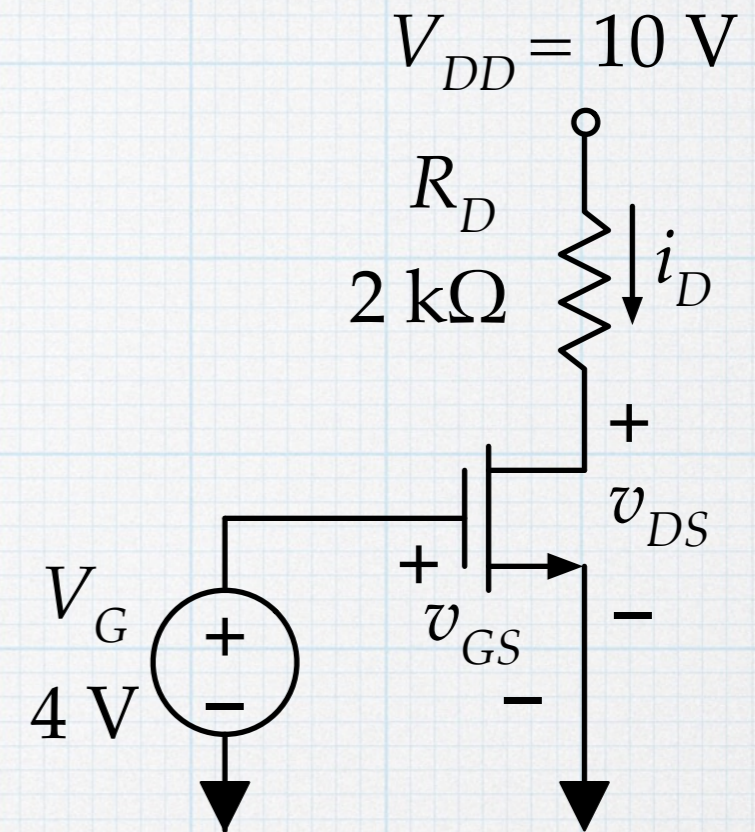 V_DD = 10 V
R_D
2 kΩ
i_D
+
v_DS
−
+
v_GS
−
V_G
4 V
+
−